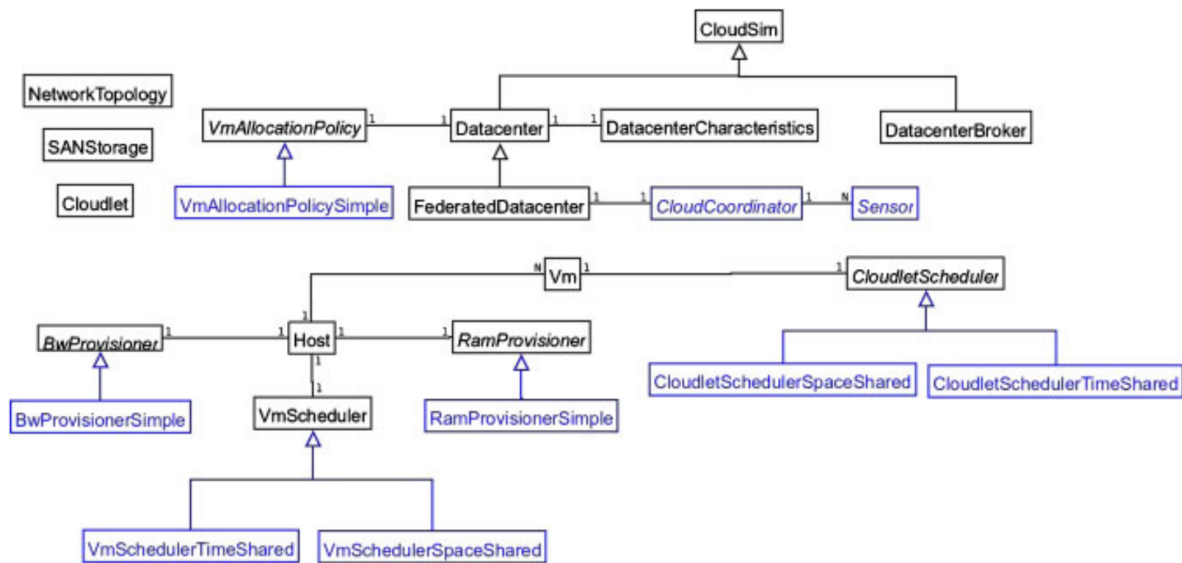 CloudSim
NetworkTopology
VmAllocationPolicy 1 1 Datacenter 1 1 DatacenterCharacteristics
DatacenterBroker
SANStorage
Cloudlet
VmAllocationPolicySimple
FederatedDatacenter 1 1 CloudCoordinator 1 N Sensor
N Vm 1 1 CloudletScheduler
1
BwProvisioner 1 1 Host 1 1 RamProvisioner
1
1
CloudletSchedulerSpaceShared
CloudletSchedulerTimeShared
BwProvisionerSimple
VmScheduler
RamProvisionerSimple
VmSchedulerTimeShared
VmSchedulerSpaceShared